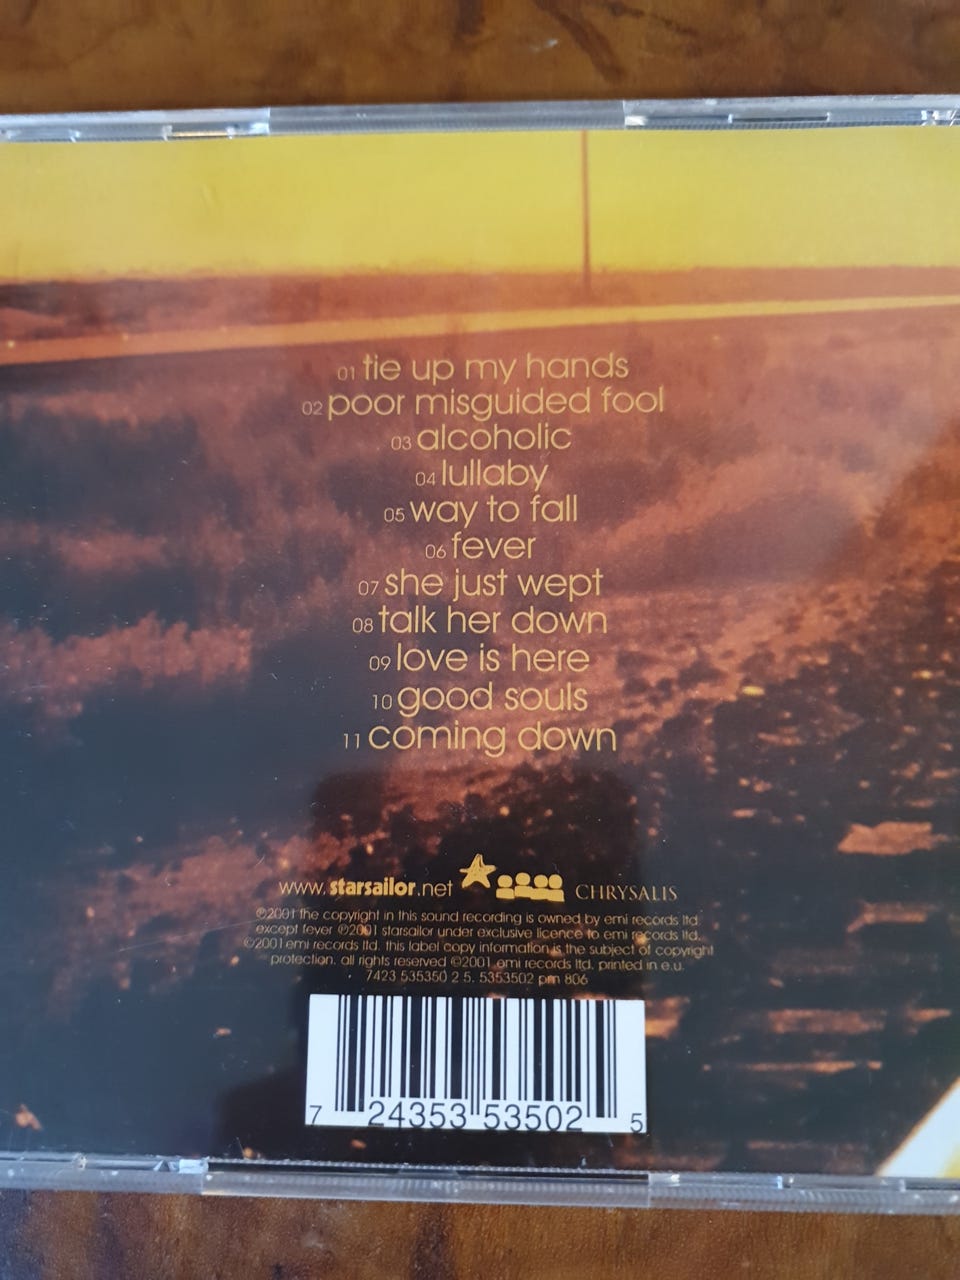 01 tie up my hands
02 poor misguided fool
03 alcoholic
04 lullaby
05 way to fall
06 fever
07 she just wept
08 talk her down
09 love is here
10 good souls
11 coming down
www.starsailor.net CHRYSALIS
℗2001 the copyright in this sound recording is owned by emi records ltd.
except fever ℗2001 starsailor under exclusive licence to emi records ltd.
©2001 emi records ltd. this label copy information is the subject of copyright
protection. all rights reserved ©2001 emi records ltd. printed in e.u.
7423 535350 2 5. 5353502 pm 806
7 24353 53502 5